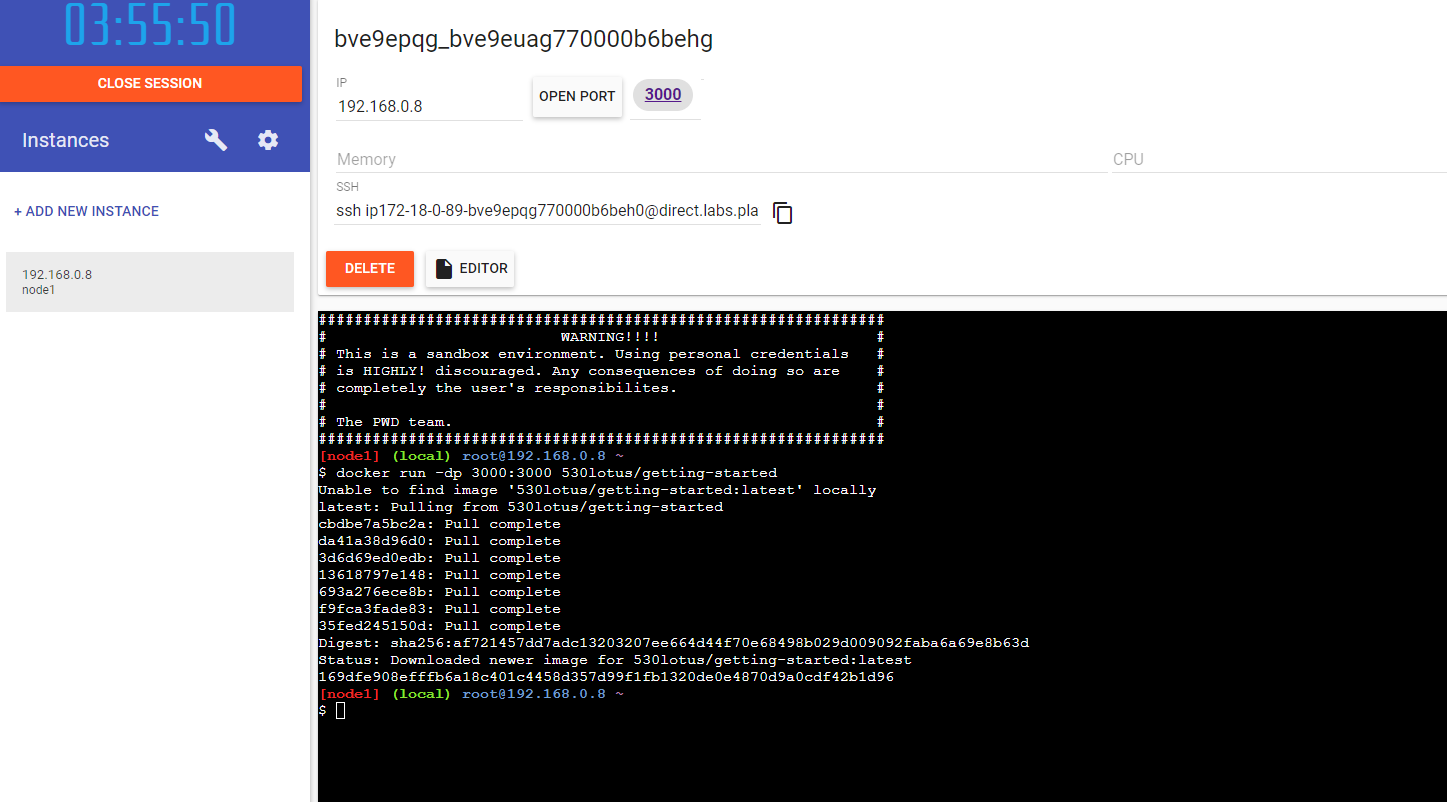 03:55:50
CLOSE SESSION
Instances
+ ADD NEW INSTANCE
192.168.0.8
node1
bve9epqg_bve9euag770000b6behg
IP
192.168.0.8
OPEN PORT
3000
Memory
CPU
SSH
ssh ip172-18-0-89-bve9epqg770000b6beh0@direct.labs.pla
DELETE
EDITOR
###############################################################
#                          WARNING!!!!                        #
# This is a sandbox environment. Using personal credentials   #
# is HIGHLY! discouraged. Any consequences of doing so are    #
# completely the user's responsibilites.                      #
#                                                             #
# The PWD team.                                               #
###############################################################
[node1] (local) root@192.168.0.8 ~
$ docker run -dp 3000:3000 530lotus/getting-started
Unable to find image '530lotus/getting-started:latest' locally
latest: Pulling from 530lotus/getting-started
cbdbe7a5bc2a: Pull complete
da41a38d96d0: Pull complete
3d6d69ed0edb: Pull complete
13618797e148: Pull complete
693a276ece8b: Pull complete
f9fca3fade83: Pull complete
35fed245150d: Pull complete
Digest: sha256:af721457dd7adc13203207ee664d44f70e68498b029d009092faba6a69e8b63d
Status: Downloaded newer image for 530lotus/getting-started:latest
169dfe908efffb6a18c401c4458d357d99f1fb1320de0e4870d9a0cdf42b1d96
[node1] (local) root@192.168.0.8 ~
$